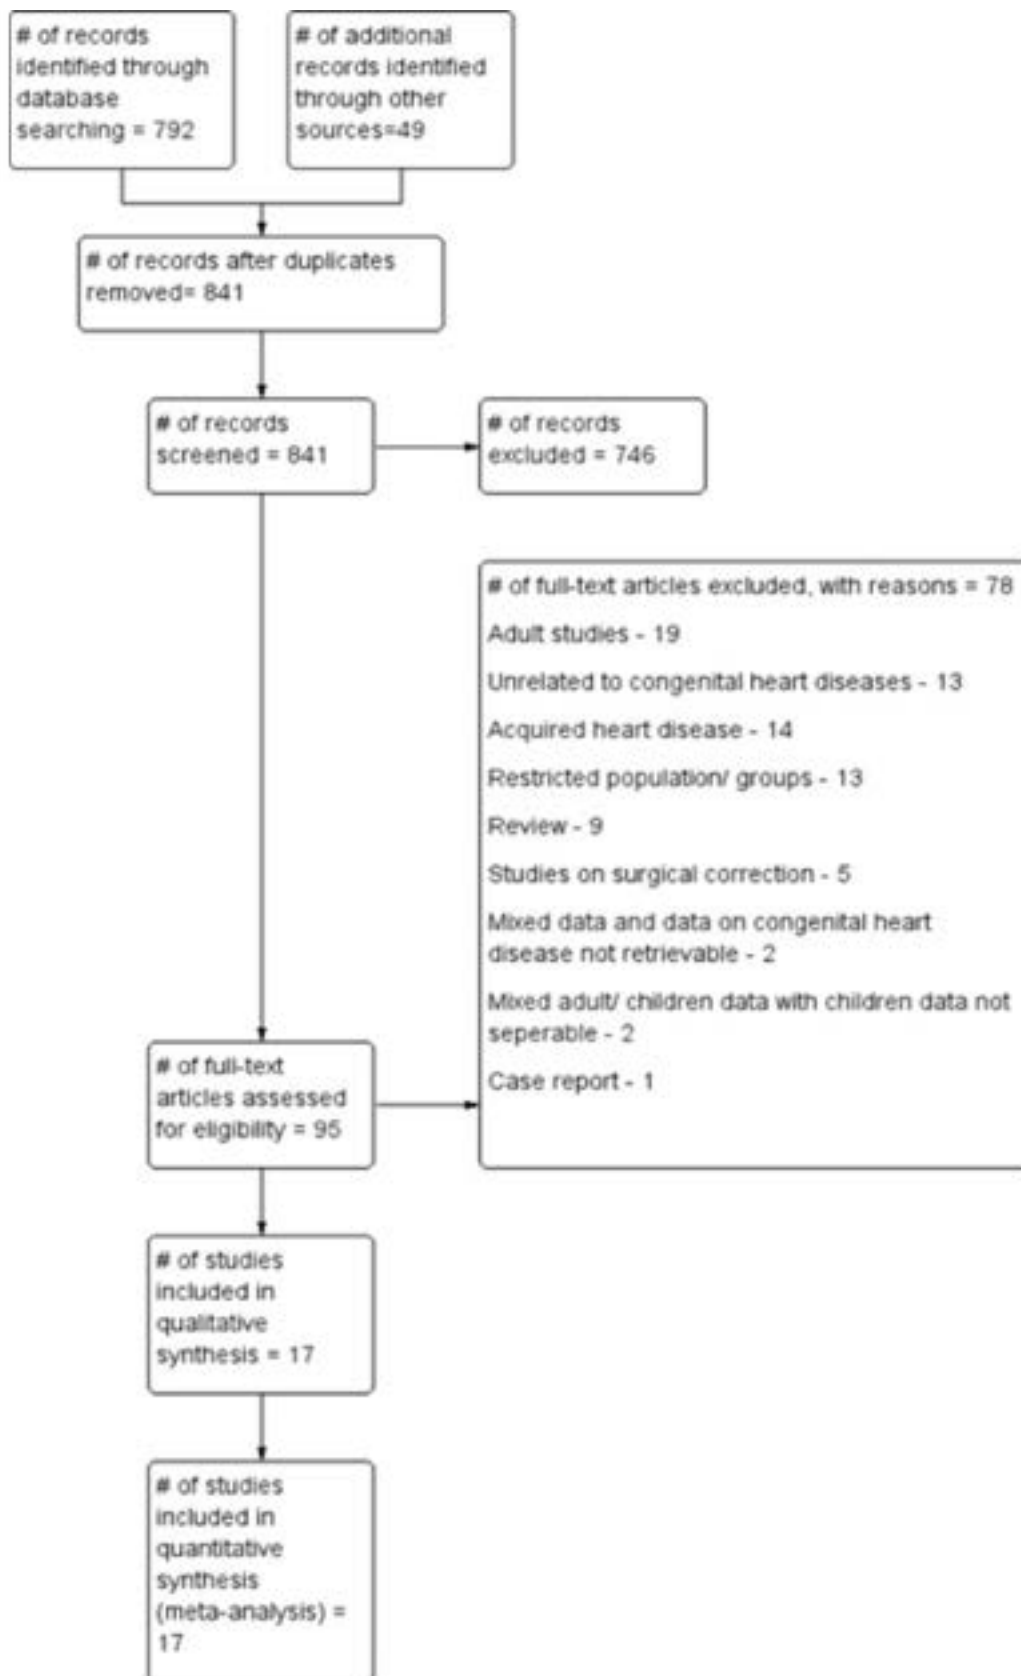 # of records
identified through
database
searching = 792
# of additional
records identified
through other
sources=49
# of records after duplicates
removed= 841
# of records
screened = 841
# of records
excluded = 746
# of full-text articles excluded, with reasons = 78
Adult studies - 19
Unrelated to congenital heart diseases - 13
Acquired heart disease - 14
Restricted population/ groups - 13
Review - 9
Studies on surgical correction - 5
Mixed data and data on congenital heart
disease not retrievable - 2
Mixed adult/ children data with children data not
seperable - 2
Case report - 1
# of full-text
articles assessed
for eligibility = 95
# of studies
included in
qualitative
synthesis = 17
# of studies
included in
quantitative
synthesis
(meta-analysis) =
17